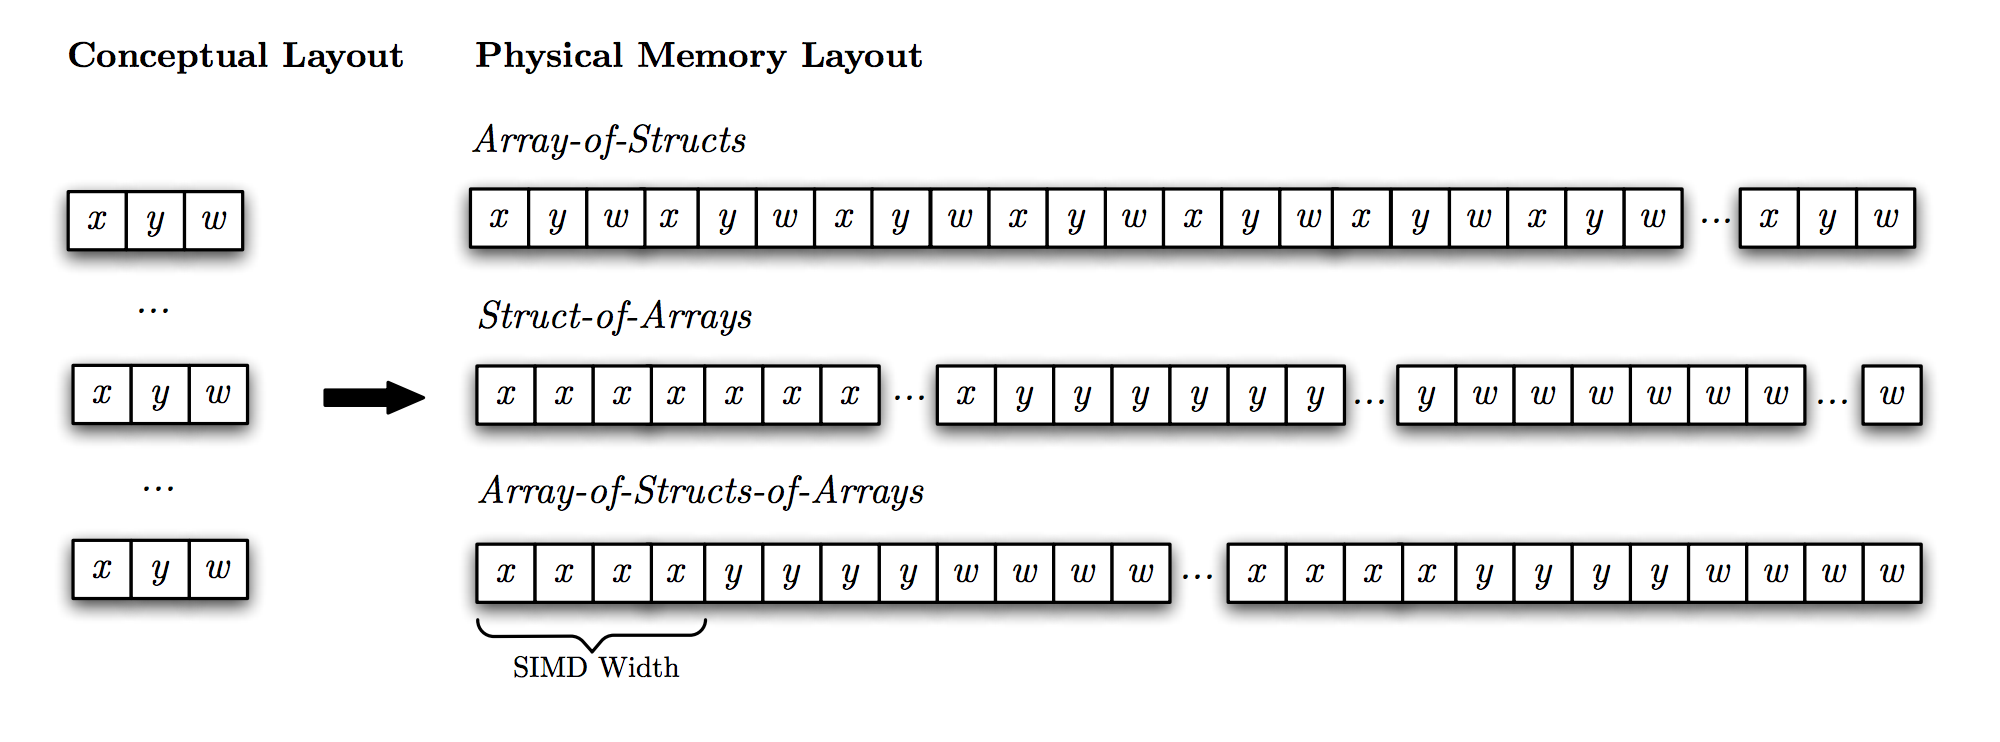 Conceptual Layout
Physical Memory Layout
Array-of-Structs
x y w
x y w x y w x y w x y w x y w x y w x y w ... x y w
...
Struct-of-Arrays
x y w
x x x x x x x ... x y y y y y y ... y w w w w w w ... w
...
Array-of-Structs-of-Arrays
x y w
x x x x y y y y w w w w ... x x x x y y y y w w w w
SIMD Width